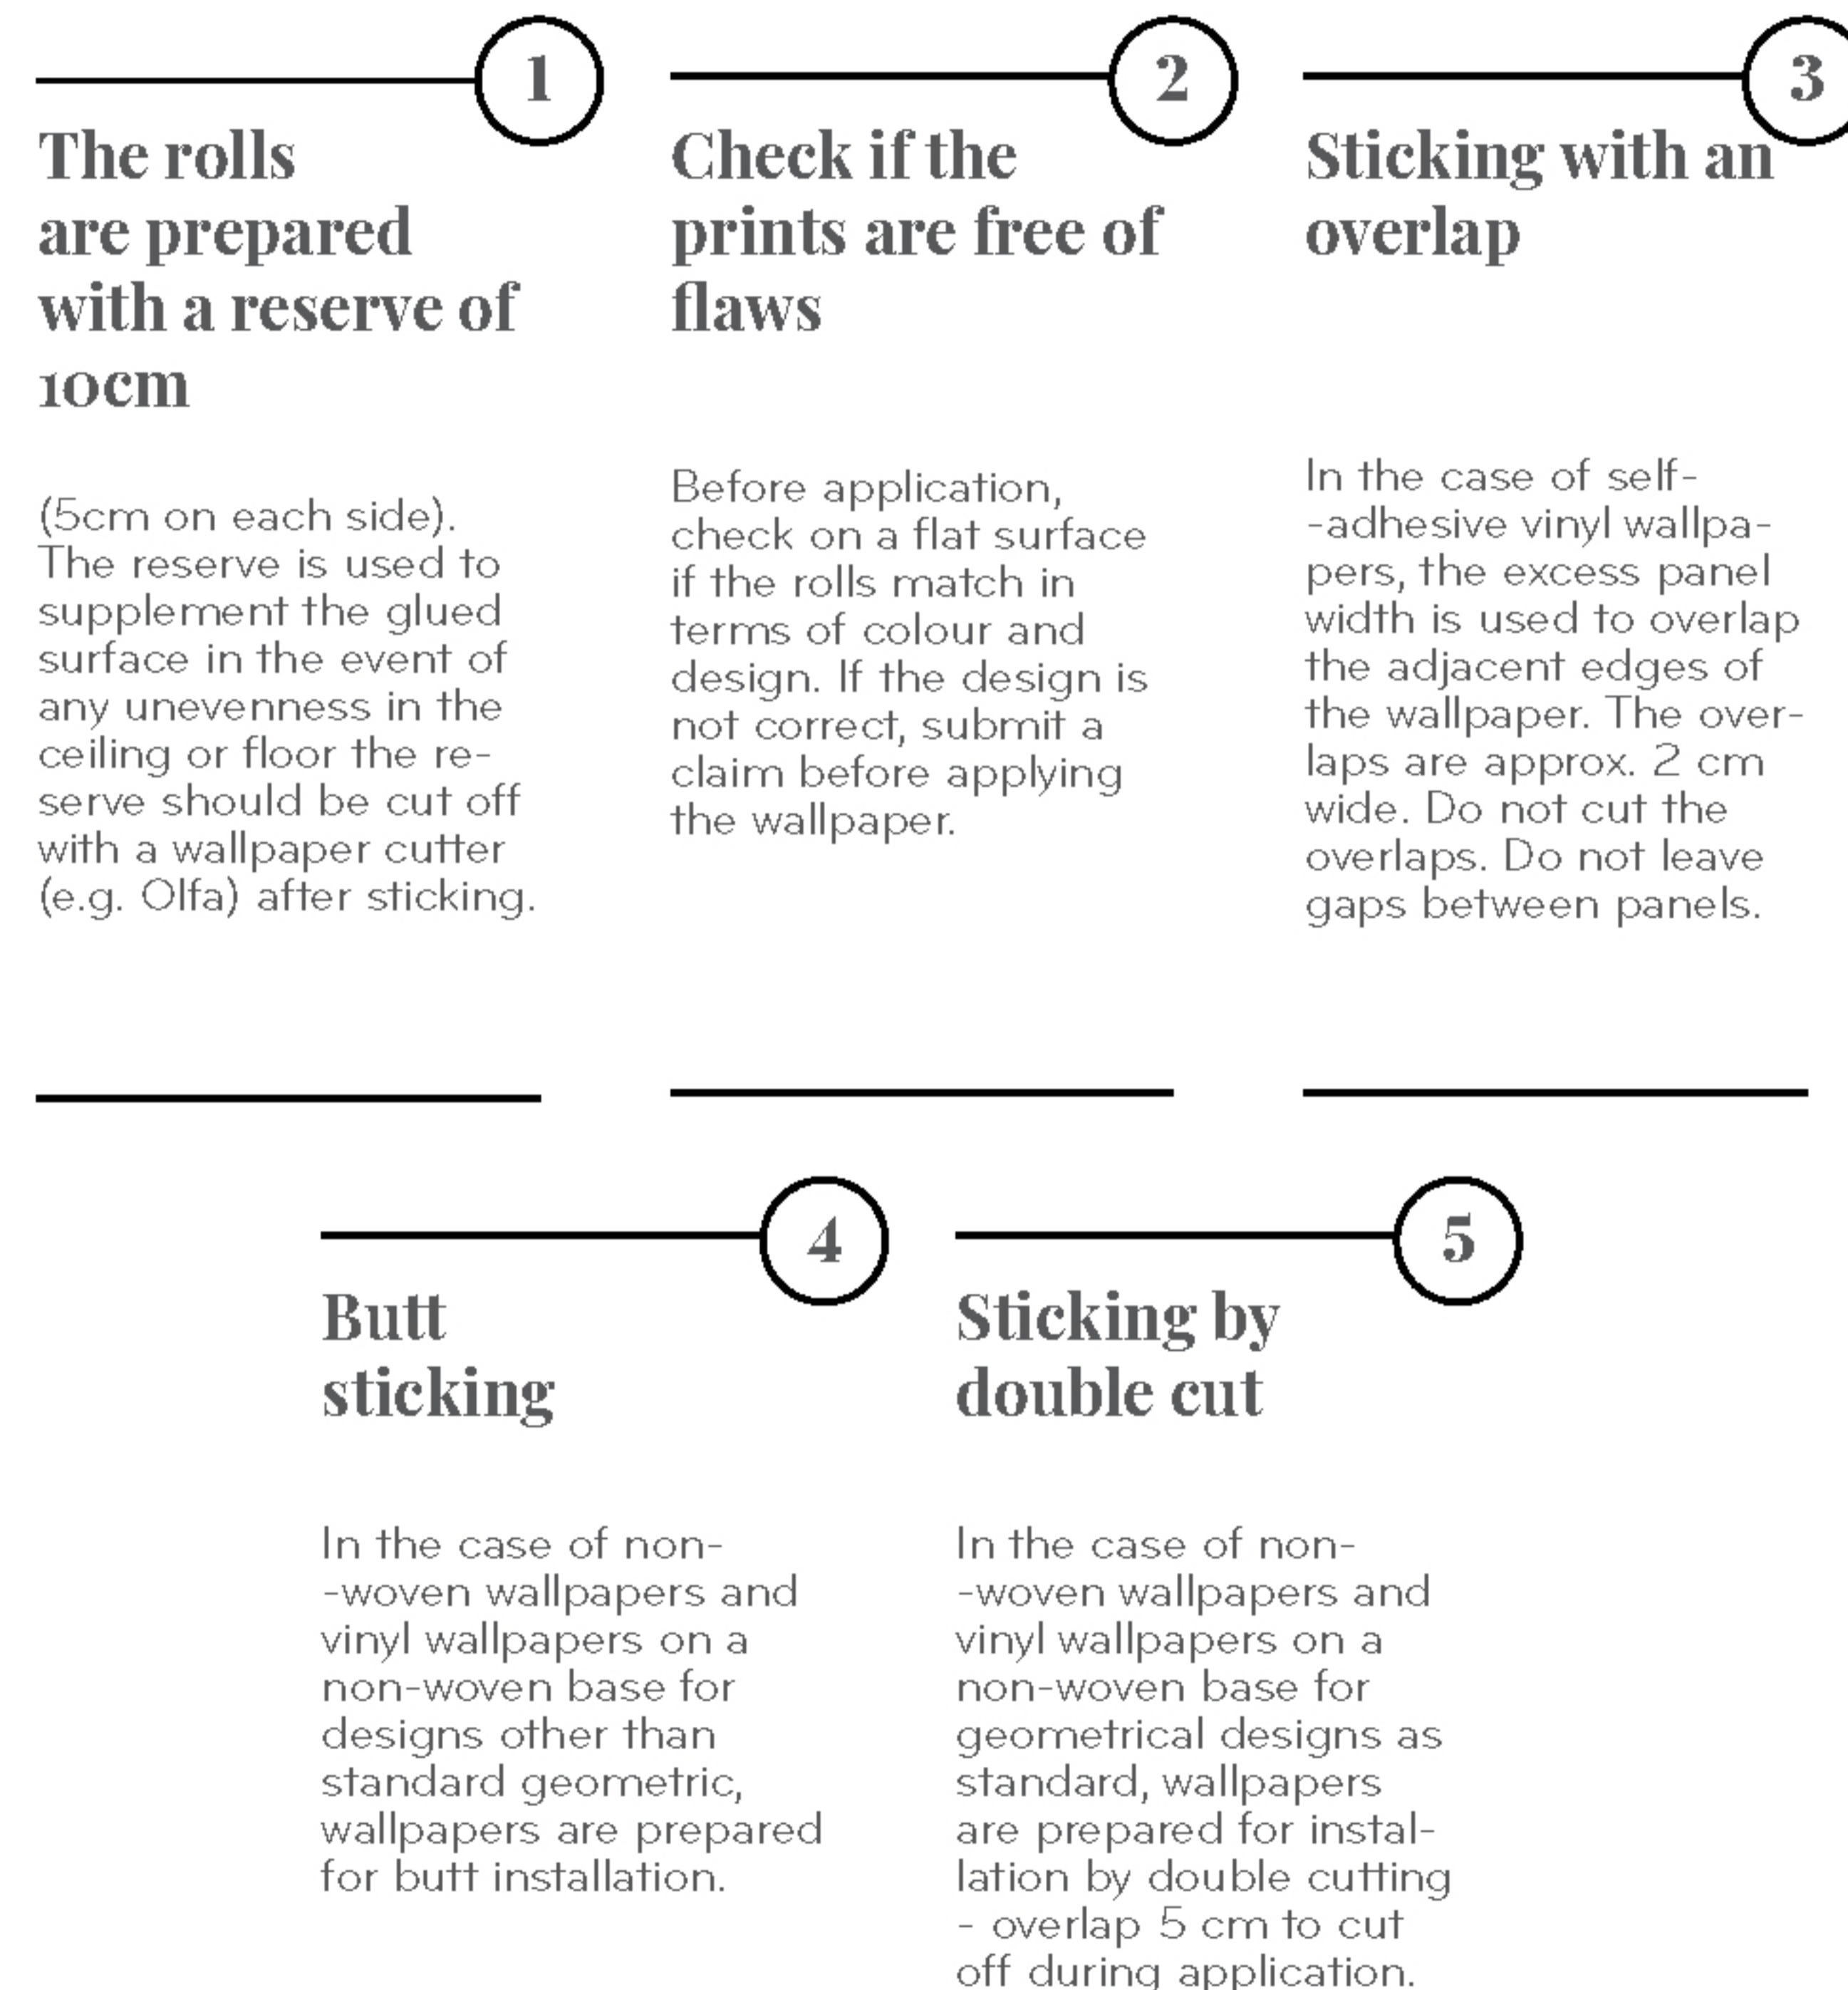 1
The rolls
are prepared
with a reserve of
10cm
(5cm on each side).
The reserve is used to
supplement the glued
surface in the event of
any unevenness in the
ceiling or floor the re-
serve should be cut off
with a wallpaper cutter
(e.g. Olfa) after sticking.
2
Check if the
prints are free of
flaws
Before application,
check on a flat surface
if the rolls match in
terms of colour and
design. If the design is
not correct, submit a
claim before applying
the wallpaper.
3
Sticking with an
overlap
In the case of self-
-adhesive vinyl wallpa-
pers, the excess panel
width is used to overlap
the adjacent edges of
the wallpaper. The over-
laps are approx. 2 cm
wide. Do not cut the
overlaps. Do not leave
gaps between panels.
4
Butt
sticking
In the case of non-
-woven wallpapers and
vinyl wallpapers on a
non-woven base for
designs other than
standard geometric,
wallpapers are prepared
for butt installation.
5
Sticking by
double cut
In the case of non-
-woven wallpapers and
vinyl wallpapers on a
non-woven base for
geometrical designs as
standard, wallpapers
are prepared for instal-
lation by double cutting
- overlap 5 cm to cut
off during application.